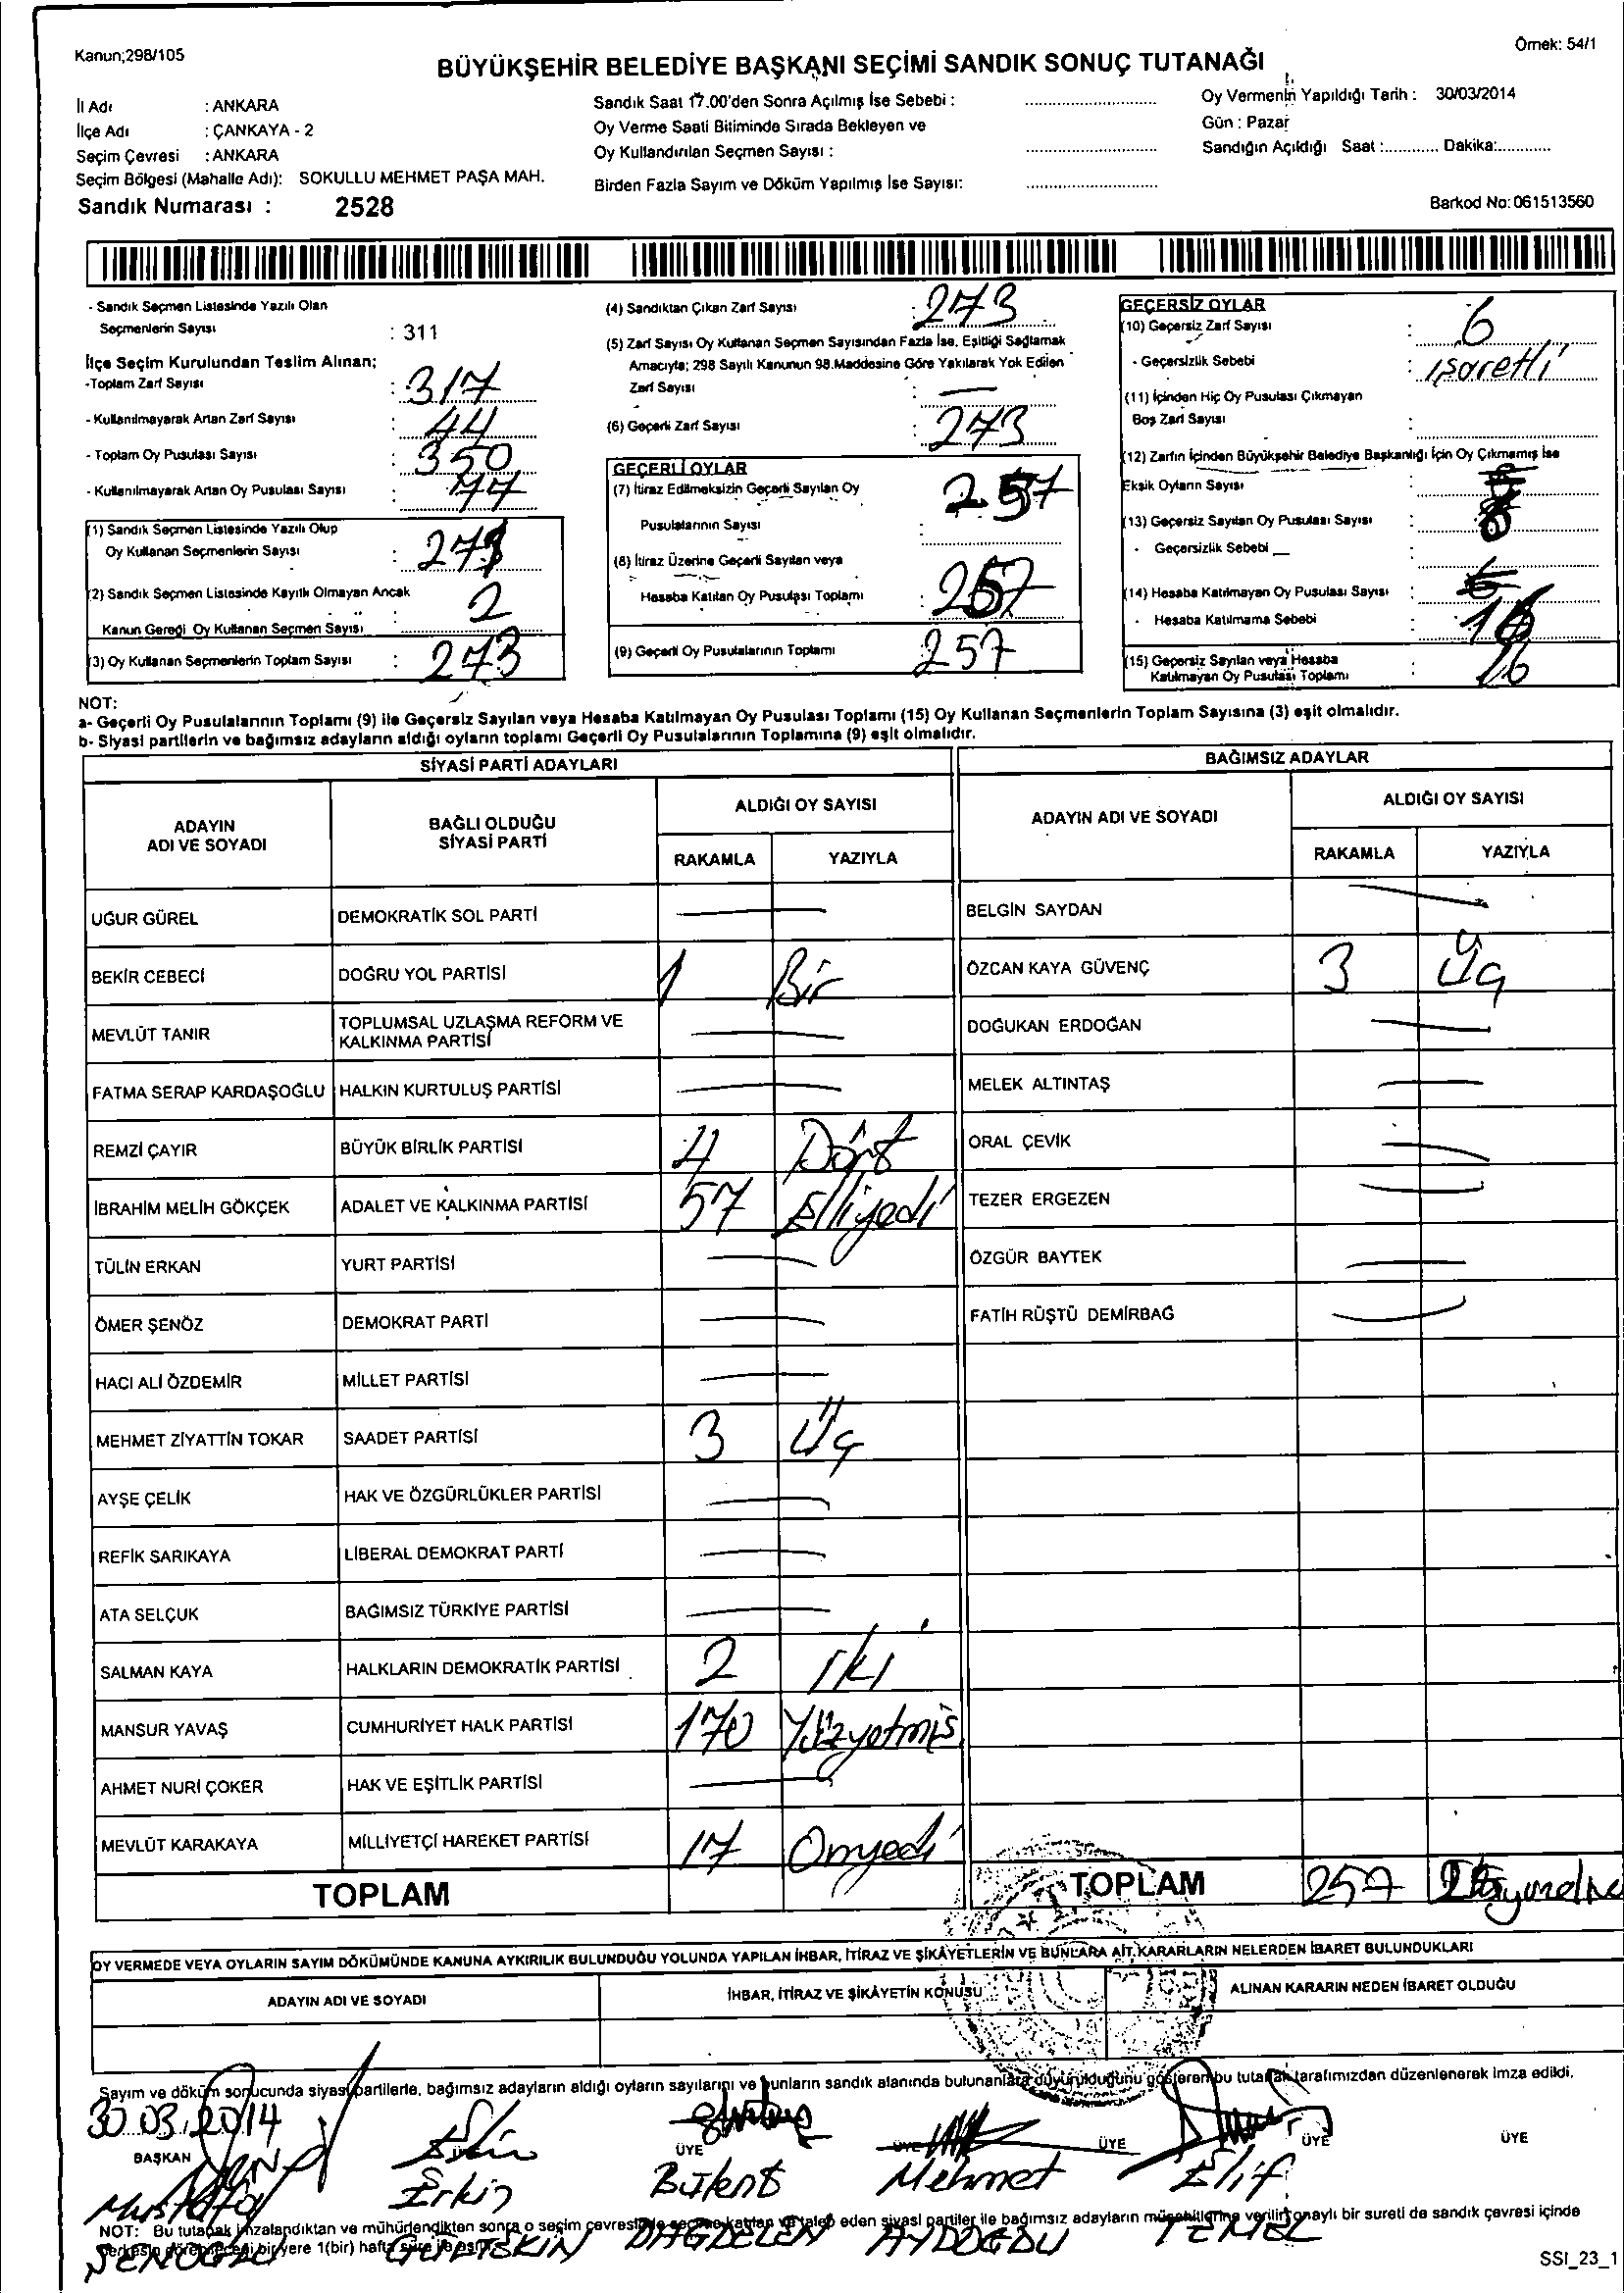 Kanun;298/105
Örnek: 54/1
BÜYÜKŞEHİR BELEDİYE BAŞKANI SEÇİMİ SANDIK SONUÇ TUTANAĞI
İl Adı : ANKARA
İlçe Adı : ÇANKAYA - 2
Seçim Çevresi : ANKARA
Seçim Bölgesi (Mahalle Adı): SOKULLU MEHMET PAŞA MAH.
Sandık Numarası : 2528
Sandık Saat 17.00'den Sonra Açılmış İse Sebebi :
Oy Verme Saati Bitiminde Sırada Bekleyen ve
Oy Kullandırılan Seçmen Sayısı :
Birden Fazla Sayım ve Döküm Yapılmış İse Sayısı:
Oy Vermenin Yapıldığı Tarih : 30/03/2014
Gün : Pazar
Sandığın Açıldığı Saat :............ Dakika:............
Barkod No: 061513560
- Sandık Seçmen Listesinde Yazılı Olan
Seçmenlerin Sayısı : 311
İlçe Seçim Kurulundan Teslim Alınan;
-Toplam Zarf Sayısı : 317
- Kullanılmayarak Artan Zarf Sayısı : 44
- Toplam Oy Pusulası Sayısı : 350
- Kullanılmayarak Artan Oy Pusulası Sayısı : 77
(1) Sandık Seçmen Listesinde Yazılı Olup
Oy Kullanan Seçmenlerin Sayısı : 271
(2) Sandık Seçmen Listesinde Kayıtlı Olmayan Ancak
Kanun Gereği Oy Kullanan Seçmen Sayısı : 2
(3) Oy Kullanan Seçmenlerin Toplam Sayısı : 273
(4) Sandıktan Çıkan Zarf Sayısı : 273
(5) Zarf Sayısı Oy Kullanan Seçmen Sayısından Fazla İse, Eşitliği Sağlamak
Amacıyla; 298 Sayılı Kanunun 98.Maddesine Göre Yakılarak Yok Edilen
Zarf Sayısı : —
(6) Geçerli Zarf Sayısı : 273
GEÇERLİ OYLAR
(7) İtiraz Edilmeksizin Geçerli Sayılan Oy
Pusulalarının Sayısı : 257
(8) İtiraz Üzerine Geçerli Sayılan veya
Hesaba Katılan Oy Pusulası Toplamı : 257
(9) Geçerli Oy Pusulalarının Toplamı : 257
GEÇERSİZ OYLAR
(10) Geçersiz Zarf Sayısı : 6
- Geçersizlik Sebebi : işaretli
(11) İçinden Hiç Oy Pusulası Çıkmayan
Boş Zarf Sayısı :
(12) Zarfın İçinden Büyükşehir Belediye Başkanlığı İçin Oy Çıkmamış İse
Eksik Oyların Sayısı :
(13) Geçersiz Sayılan Oy Pusulası Sayısı :
- Geçersizlik Sebebi
(14) Hesaba Katılmayan Oy Pusulası Sayısı :
- Hesaba Katılmama Sebebi : 16
(15) Geçersiz Sayılan veya Hesaba
Katılmayan Oy Pusulası Toplamı : 16
NOT:
a- Geçerli Oy Pusulalarının Toplamı (9) ile Geçersiz Sayılan veya Hesaba Katılmayan Oy Pusulası Toplamı (15) Oy Kullanan Seçmenlerin Toplam Sayısına (3) eşit olmalıdır.
b- Siyasi partilerin ve bağımsız adayların aldığı oyların toplamı Geçerli Oy Pusulalarının Toplamına (9) eşit olmalıdır.
SİYASİ PARTİ ADAYLARI
ADAYIN ADI VE SOYADI
BAĞLI OLDUĞU SİYASİ PARTİ
ALDIĞI OY SAYISI
RAKAMLA YAZIYLA
UĞUR GÜREL DEMOKRATİK SOL PARTİ —
BEKİR CEBECİ DOĞRU YOL PARTİSİ 1 Bir
MEVLÜT TANIR TOPLUMSAL UZLAŞMA REFORM VE KALKINMA PARTİSİ —
FATMA SERAP KARDAŞOĞLU HALKIN KURTULUŞ PARTİSİ —
REMZİ ÇAYIR BÜYÜK BİRLİK PARTİSİ 4 Dört
İBRAHİM MELİH GÖKÇEK ADALET VE KALKINMA PARTİSİ 57 Elliyedi
TÜLİN ERKAN YURT PARTİSİ —
ÖMER ŞENÖZ DEMOKRAT PARTİ —
HACI ALİ ÖZDEMİR MİLLET PARTİSİ —
MEHMET ZİYATTİN TOKAR SAADET PARTİSİ 3 Üç
AYŞE ÇELİK HAK VE ÖZGÜRLÜKLER PARTİSİ —
REFİK SARIKAYA LİBERAL DEMOKRAT PARTİ —
ATA SELÇUK BAĞIMSIZ TÜRKİYE PARTİSİ —
SALMAN KAYA HALKLARIN DEMOKRATİK PARTİSİ 2 İki
MANSUR YAVAŞ CUMHURİYET HALK PARTİSİ 170 Yüzyetmiş
AHMET NURİ ÇOKER HAK VE EŞİTLİK PARTİSİ —
MEVLÜT KARAKAYA MİLLİYETÇİ HAREKET PARTİSİ 17 Onyedi
TOPLAM
BAĞIMSIZ ADAYLAR
ADAYIN ADI VE SOYADI
ALDIĞI OY SAYISI
RAKAMLA YAZIYLA
BELGİN SAYDAN —
ÖZCAN KAYA GÜVENÇ 3 Üç
DOĞUKAN ERDOĞAN —
MELEK ALTINTAŞ —
ORAL ÇEVİK —
TEZER ERGEZEN —
ÖZGÜR BAYTEK —
FATİH RÜŞTÜ DEMİRBAĞ —
TOPLAM 257
OY VERMEDE VEYA OYLARIN SAYIM DÖKÜMÜNDE KANUNA AYKIRILIK BULUNDUĞU YOLUNDA YAPILAN İHBAR, İTİRAZ VE ŞİKÂYETLERİN VE BUNLARA AİT KARARLARIN NELERDEN İBARET BULUNDUKLARI
ADAYIN ADI VE SOYADI
İHBAR, İTİRAZ VE ŞİKÂYETİN KONUSU
ALINAN KARARIN NEDEN İBARET OLDUĞU
Sayım ve döküm sonucunda siyasi partilerle, bağımsız adayların aldığı oyların sayılarını ve bunların sandık alanında bulunanlara duyurulduğunu gösteren bu tutanak tarafımızdan düzenlenerek imza edildi.
30.03.2014
BAŞKAN ÜYE ÜYE ÜYE ÜYE ÜYE ÜYE
Mustafa Erkin Bülent Mehmet Elif
NOT: Bu tutanak imzalandıktan ve mühürlendikten sonra o seçim çevresinde seçime katılan ve talep eden siyasi partiler ile bağımsız adayların müşahitlerine verilir, onaylı bir sureti de sandık çevresi içinde
herkesin görebileceği bir yere 1(bir) hafta süre ile asılır.
ŞENOĞLU GÜLTEKİN DAĞDELEN AYDOĞDU TEMEL
SSI_23_1